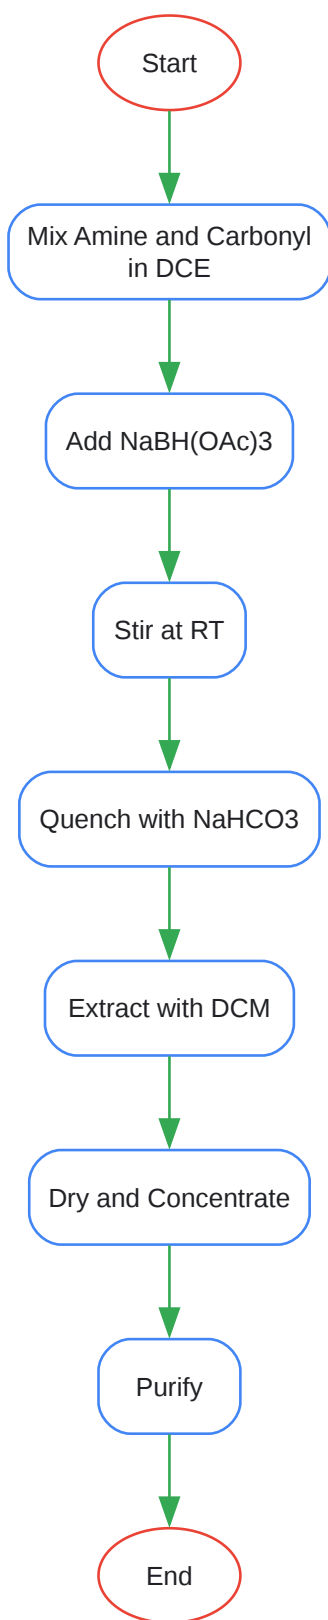 Start
Mix Amine and Carbonyl
in DCE
Add NaBH(OAc)3
Stir at RT
Quench with NaHCO3
Extract with DCM
Dry and Concentrate
Purify
End